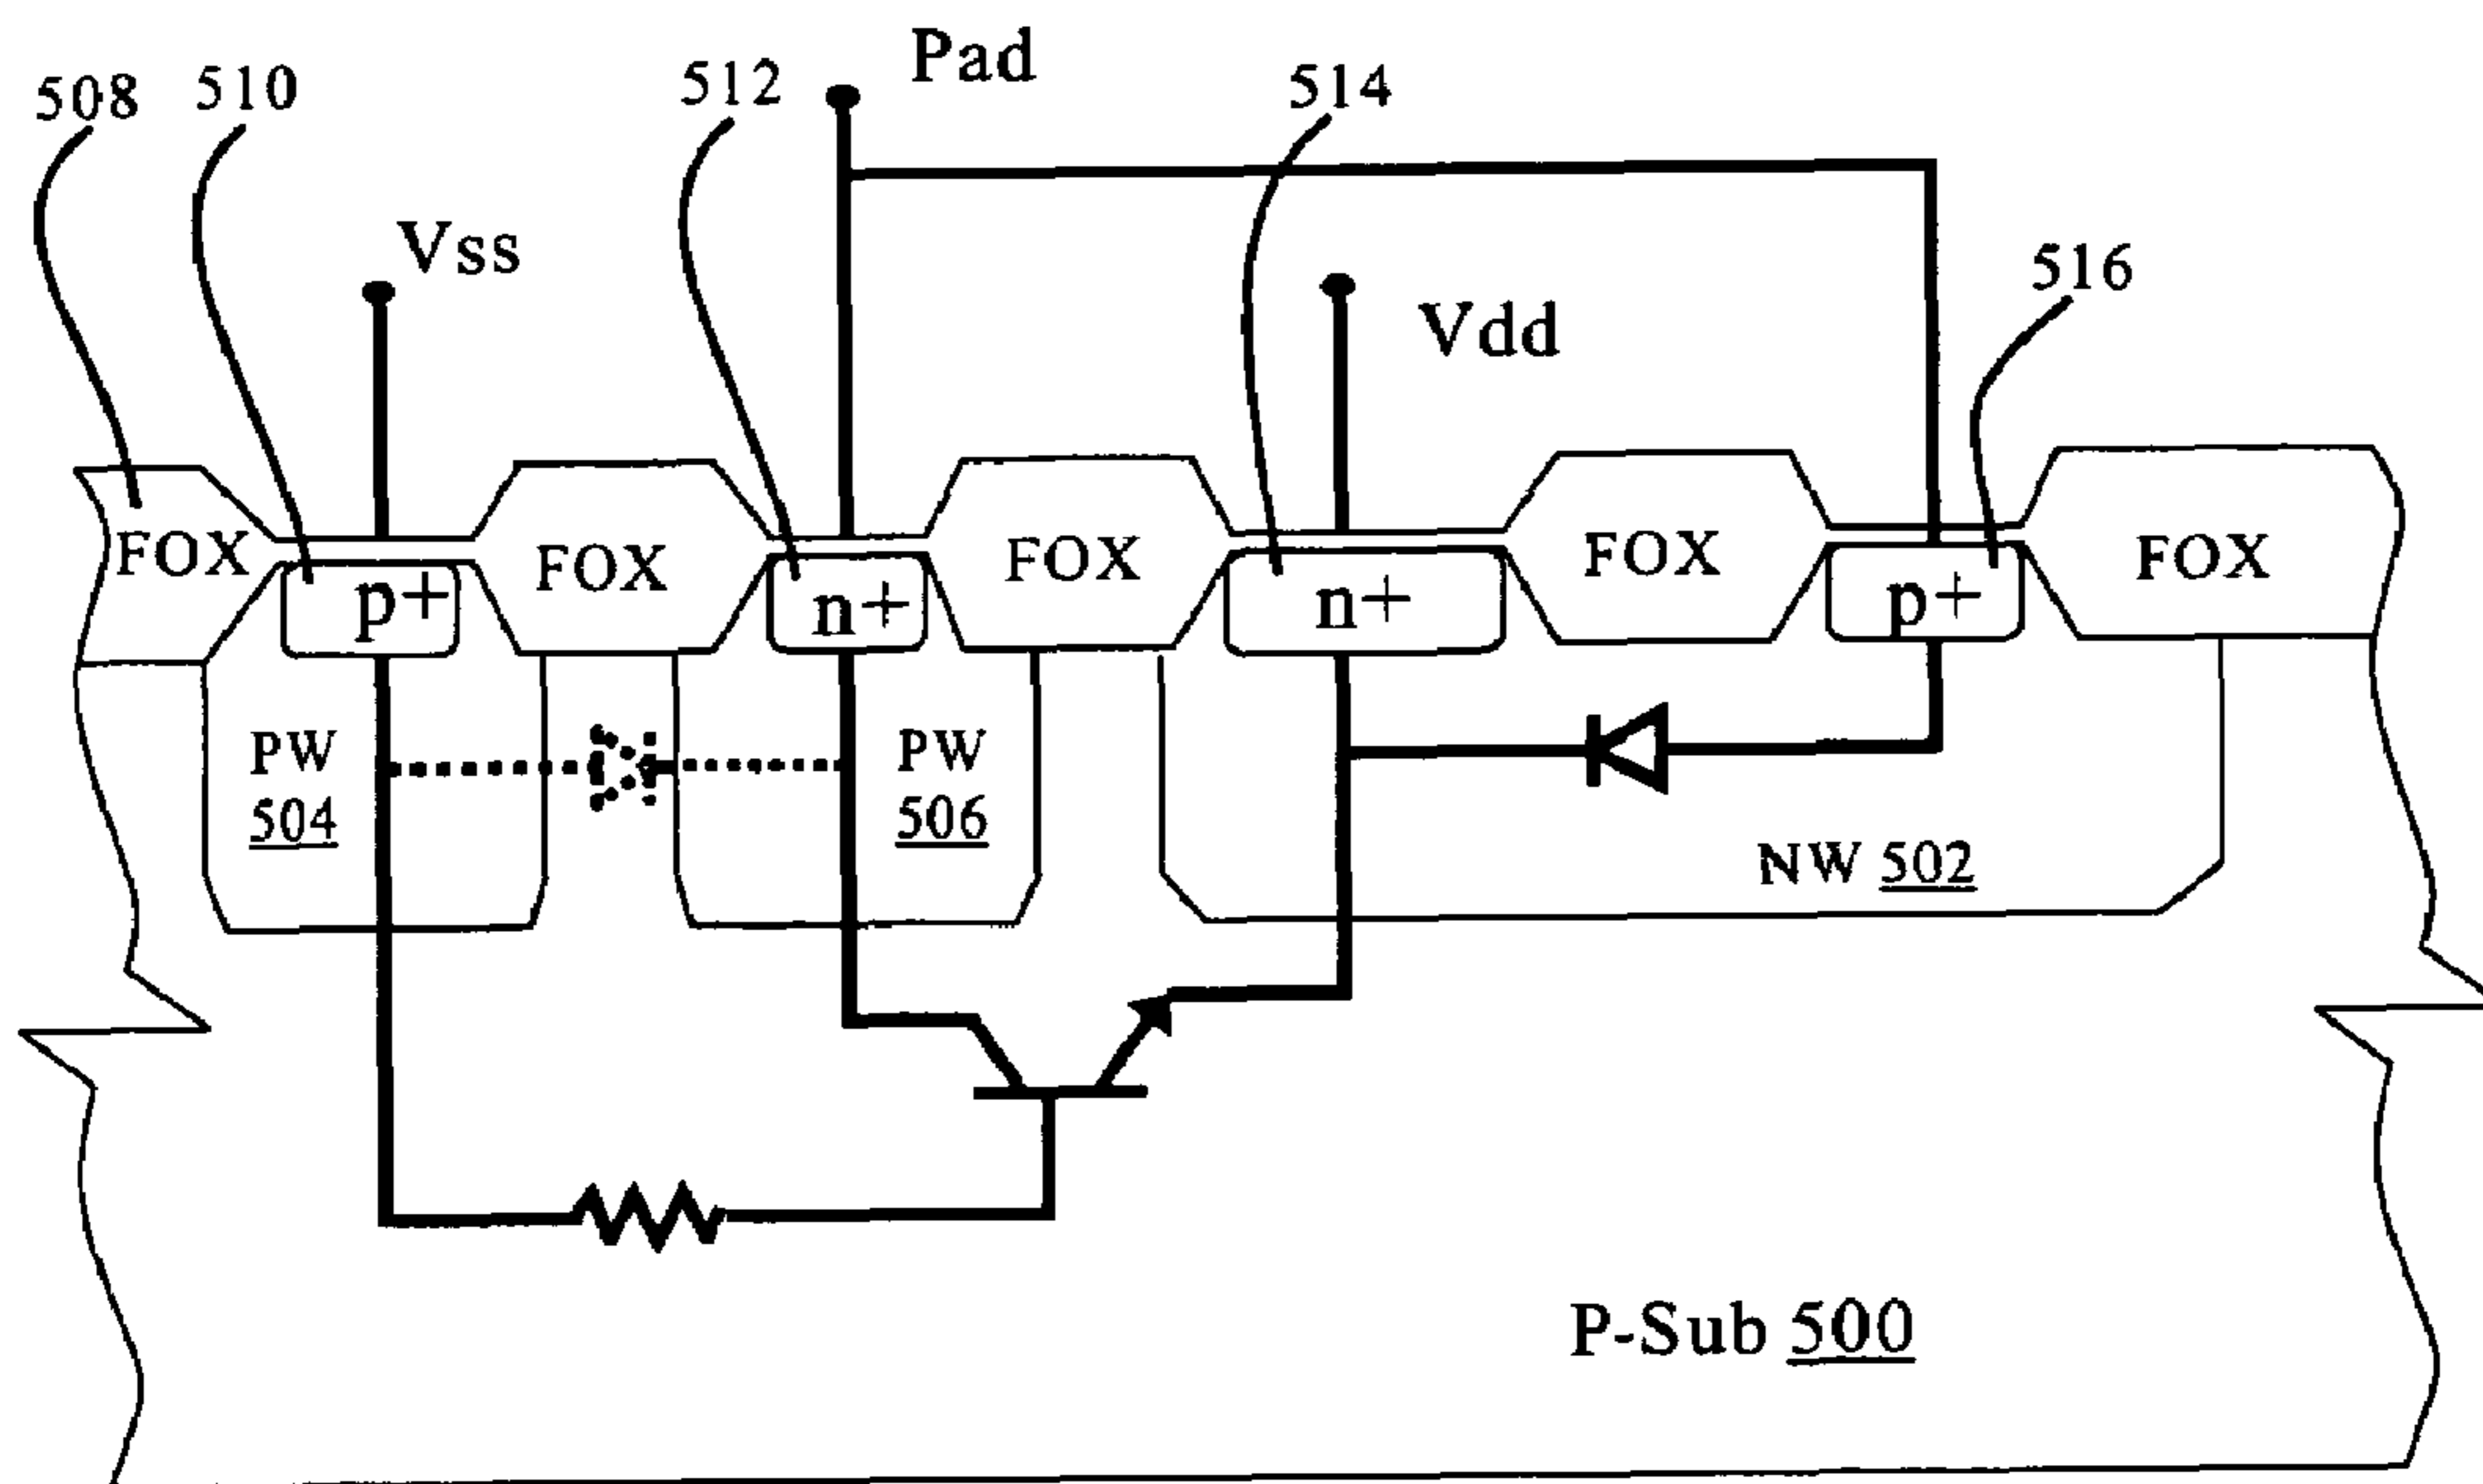 Pad
508 510 512 514
Vss
516
Vdd
FOX FOX FOX FOX FOX
p+ n+ n+ p+
PW
504
PW
506
NW 502
P-Sub 500